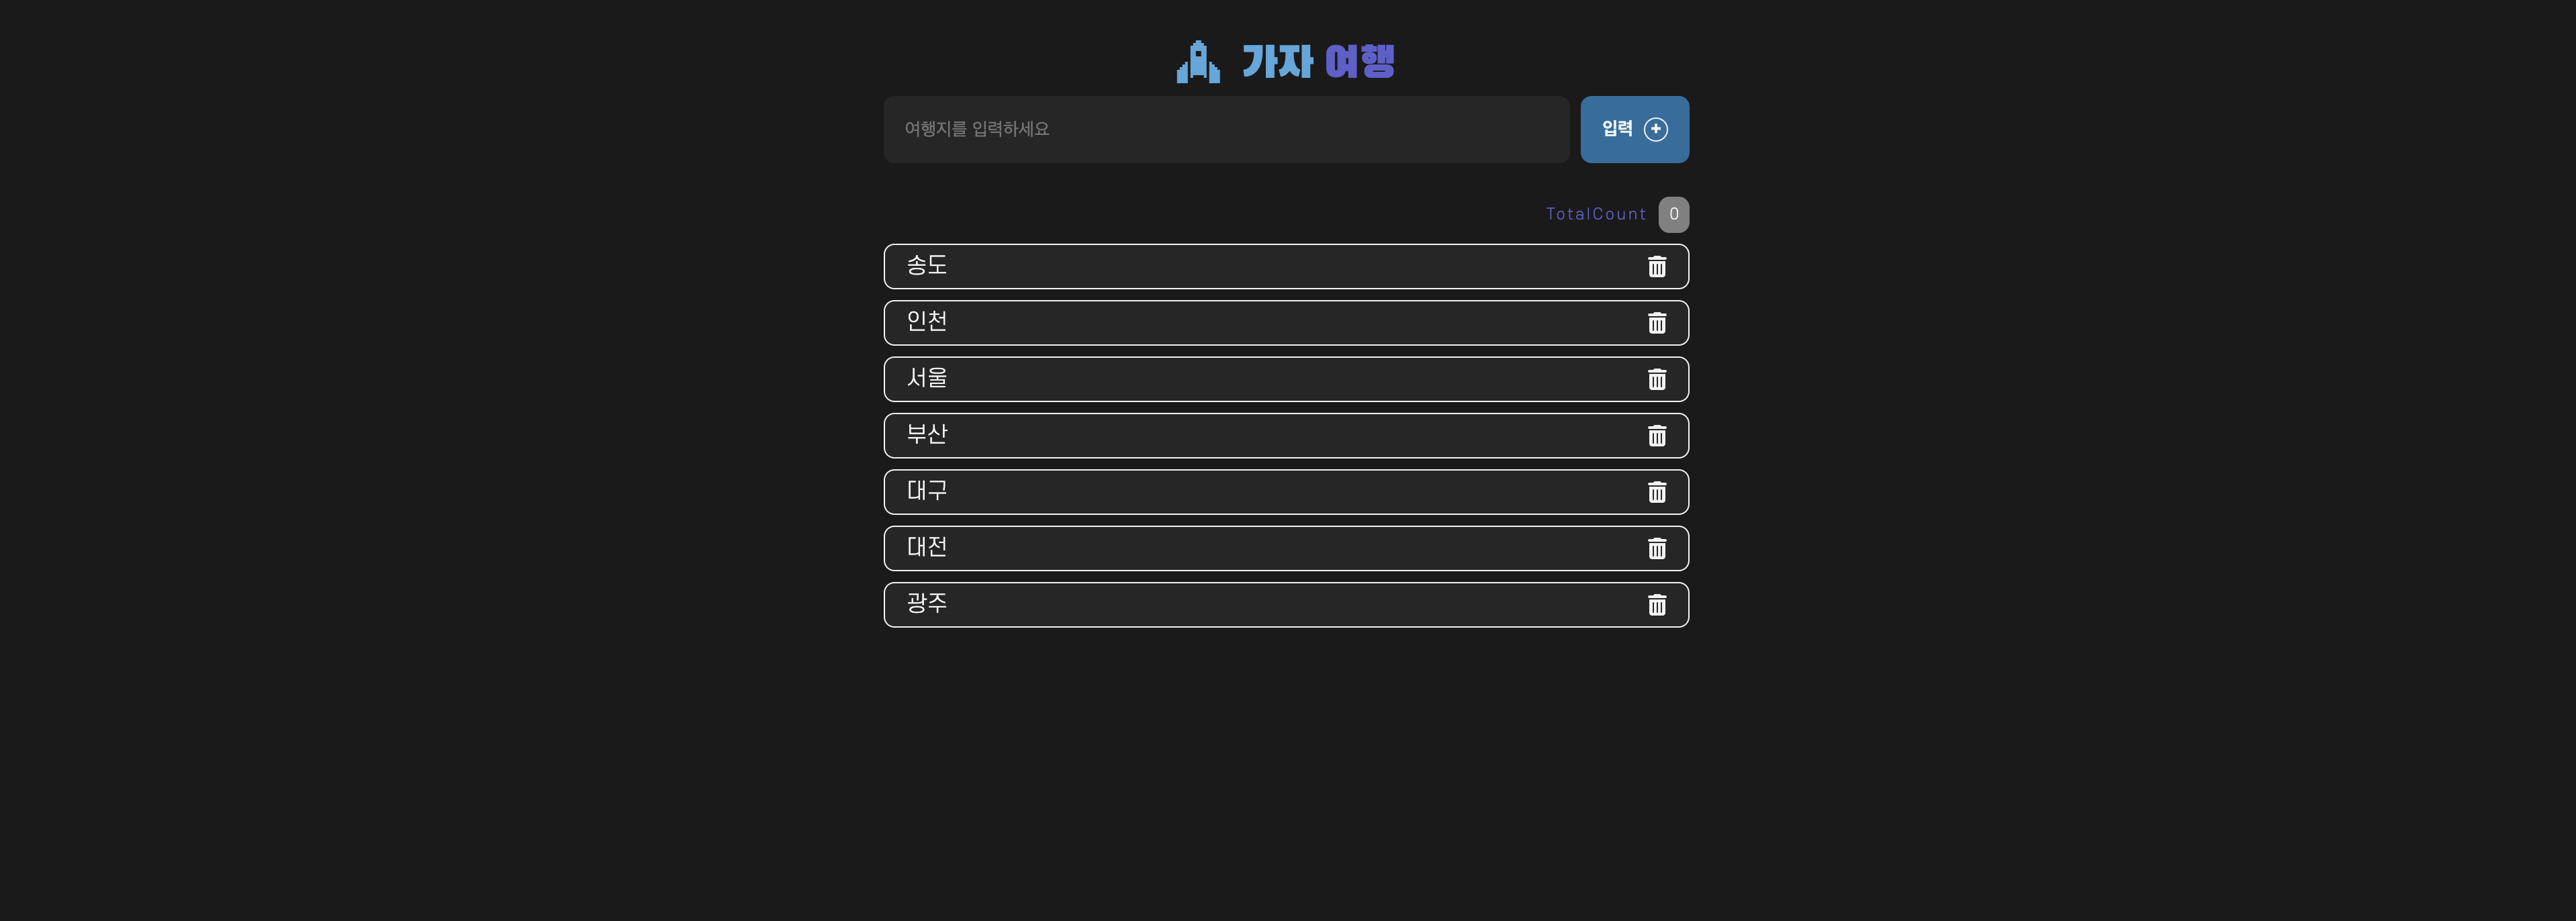 가자 여행
여행지를 입력하세요
입력
TotalCount 0
송도
인천
서울
부산
대구
대전
광주